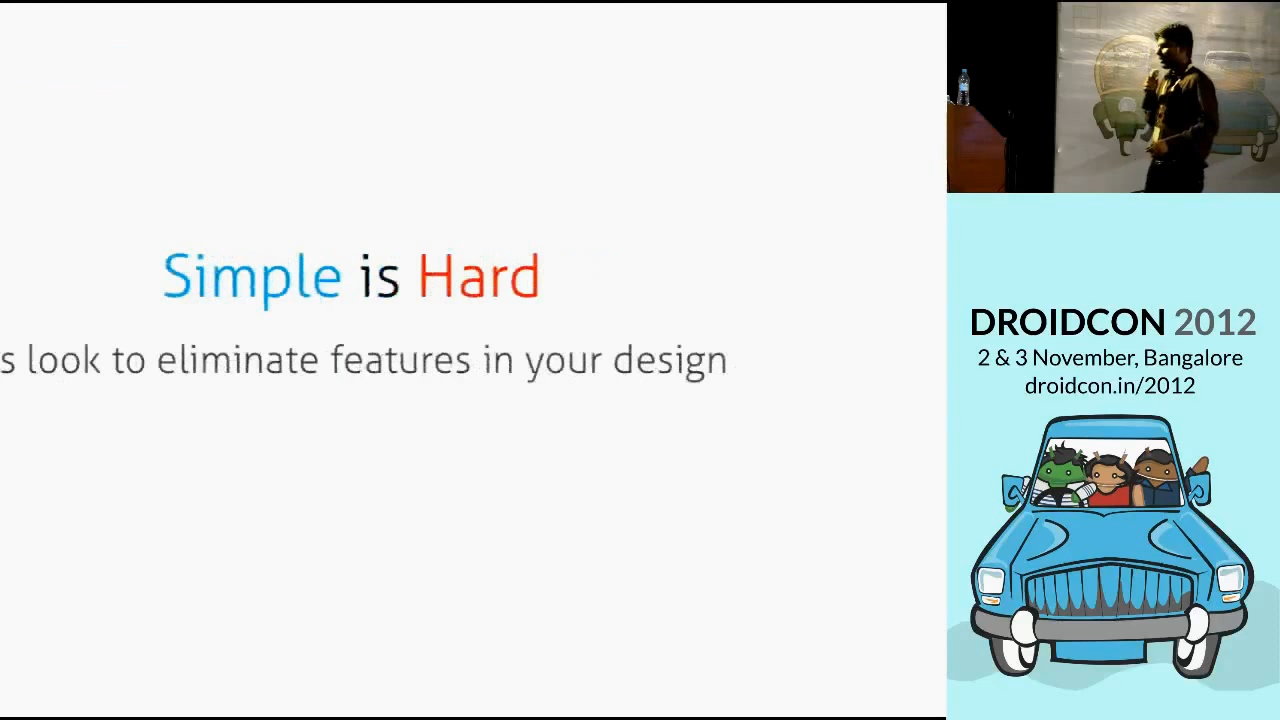 Simple is Hard
s look to eliminate features in your design
DROIDCON 2012
2 & 3 November, Bangalore
droidcon.in/2012